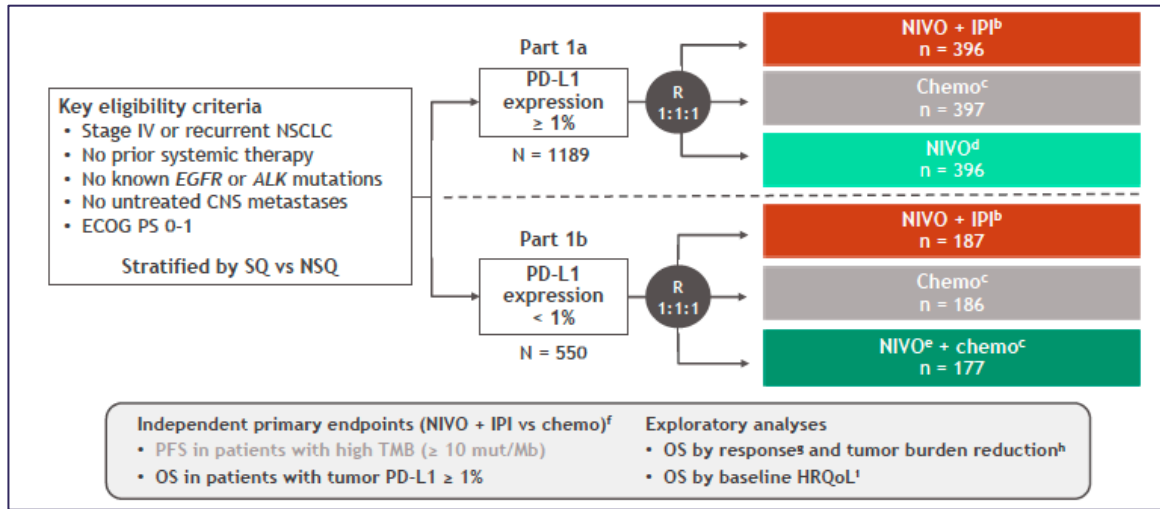 Key eligibility criteria
• Stage IV or recurrent NSCLC
• No prior systemic therapy
• No known EGFR or ALK mutations
• No untreated CNS metastases
• ECOG PS 0-1
Stratified by SQ vs NSQ
Part 1a
PD-L1
expression
≥ 1%
N = 1189
R
1:1:1
NIVO + IPIᵇ
n = 396
Chemoᶜ
n = 397
NIVOᵈ
n = 396
Part 1b
PD-L1
expression
< 1%
N = 550
R
1:1:1
NIVO + IPIᵇ
n = 187
Chemoᶜ
n = 186
NIVOᵉ + chemoᶜ
n = 177
Independent primary endpoints (NIVO + IPI vs chemo)ᶠ
• PFS in patients with high TMB (≥ 10 mut/Mb)
• OS in patients with tumor PD-L1 ≥ 1%
Exploratory analyses
• OS by responseᵍ and tumor burden reductionʰ
• OS by baseline HRQoLⁱ